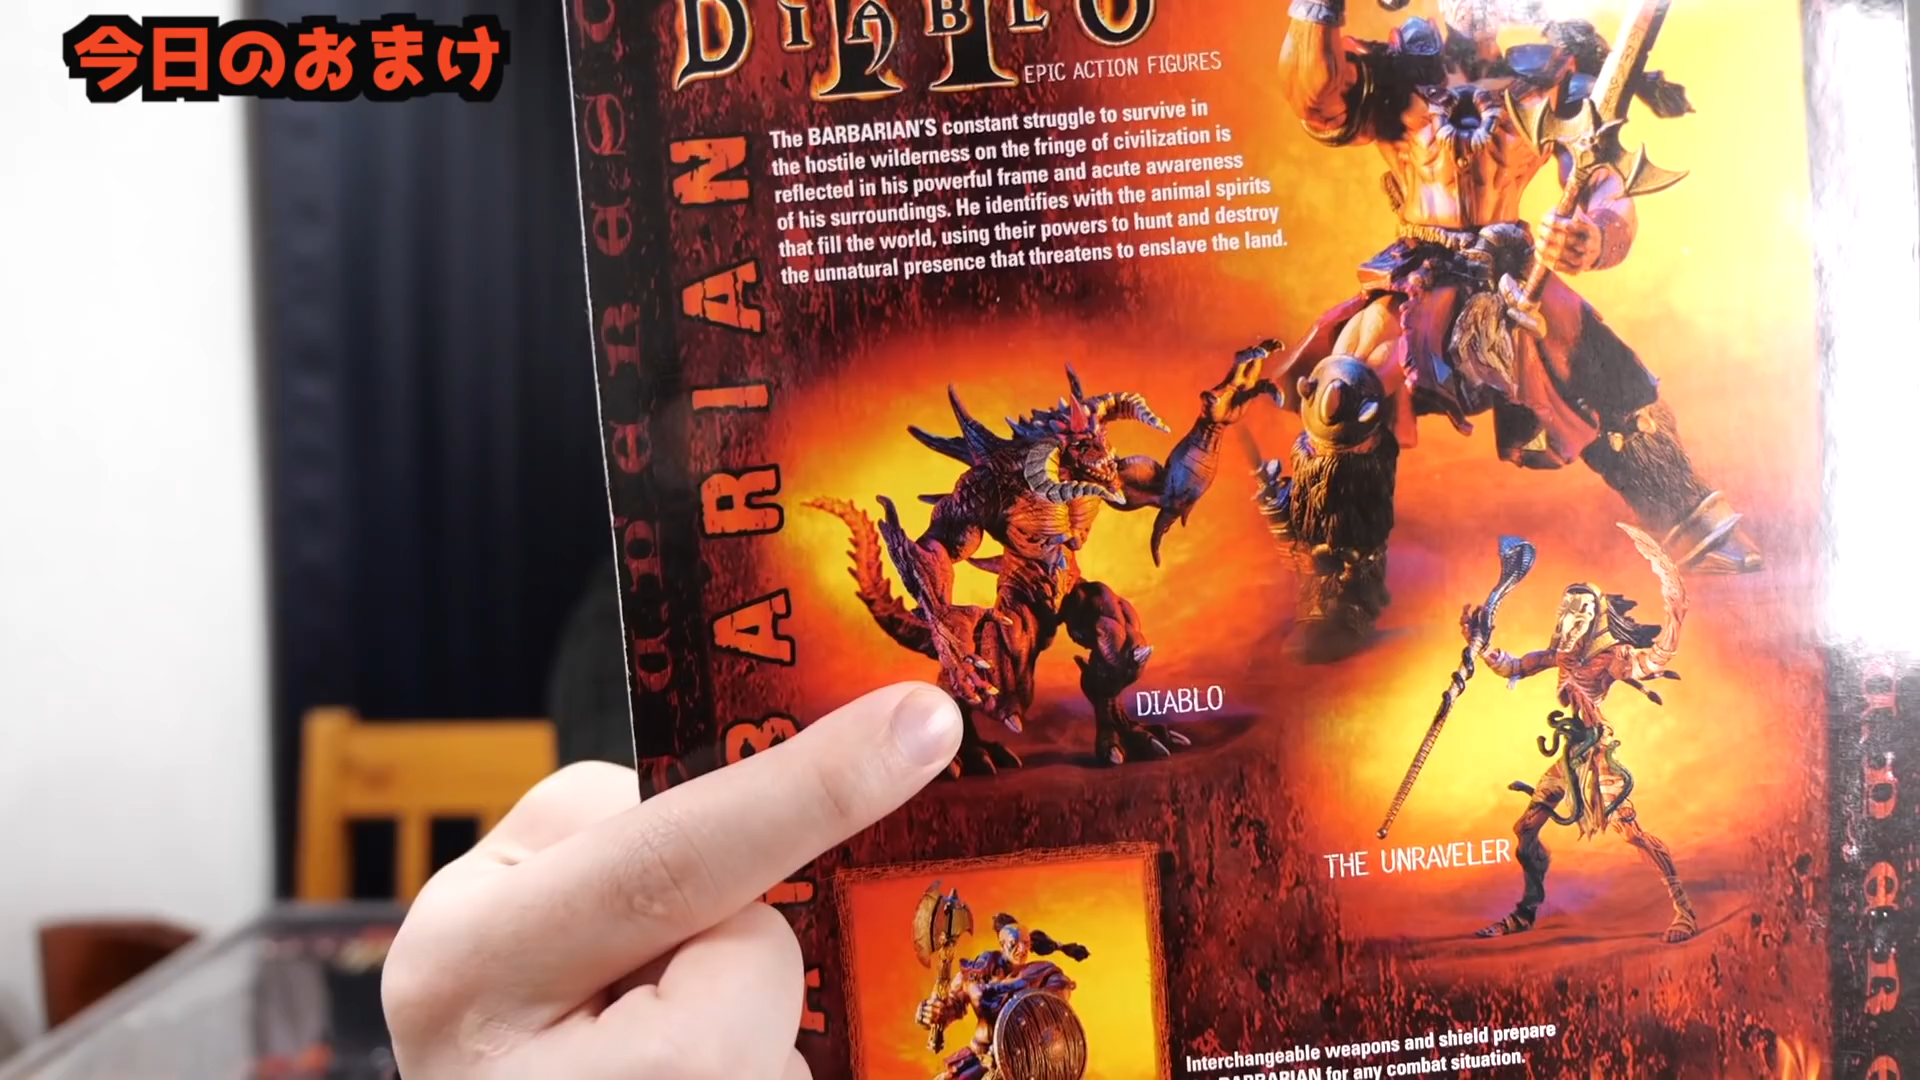 今日のおまけ
DIABLO
II
EPIC ACTION FIGURES
The BARBARIAN'S constant struggle to survive in
the hostile wilderness on the fringe of civilization is
reflected in his powerful frame and acute awareness
of his surroundings. He identifies with the animal spirits
that fill the world, using their powers to hunt and destroy
the unnatural presence that threatens to enslave the land.
BARBARIAN
DIABLO
THE UNRAVELER
Interchangeable weapons and shield prepare
BARBARIAN for any combat situation.